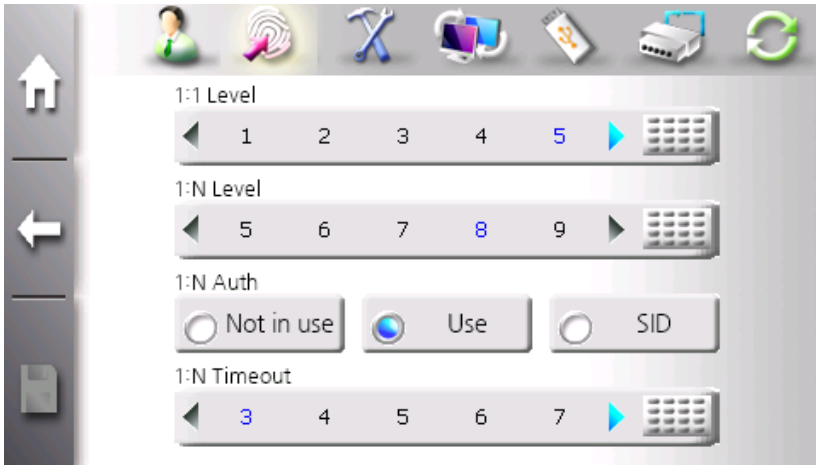 1:1 Level
1 2 3 4 5
1:N Level
5 6 7 8 9
1:N Auth
Not in use Use SID
1:N Timeout
3 4 5 6 7